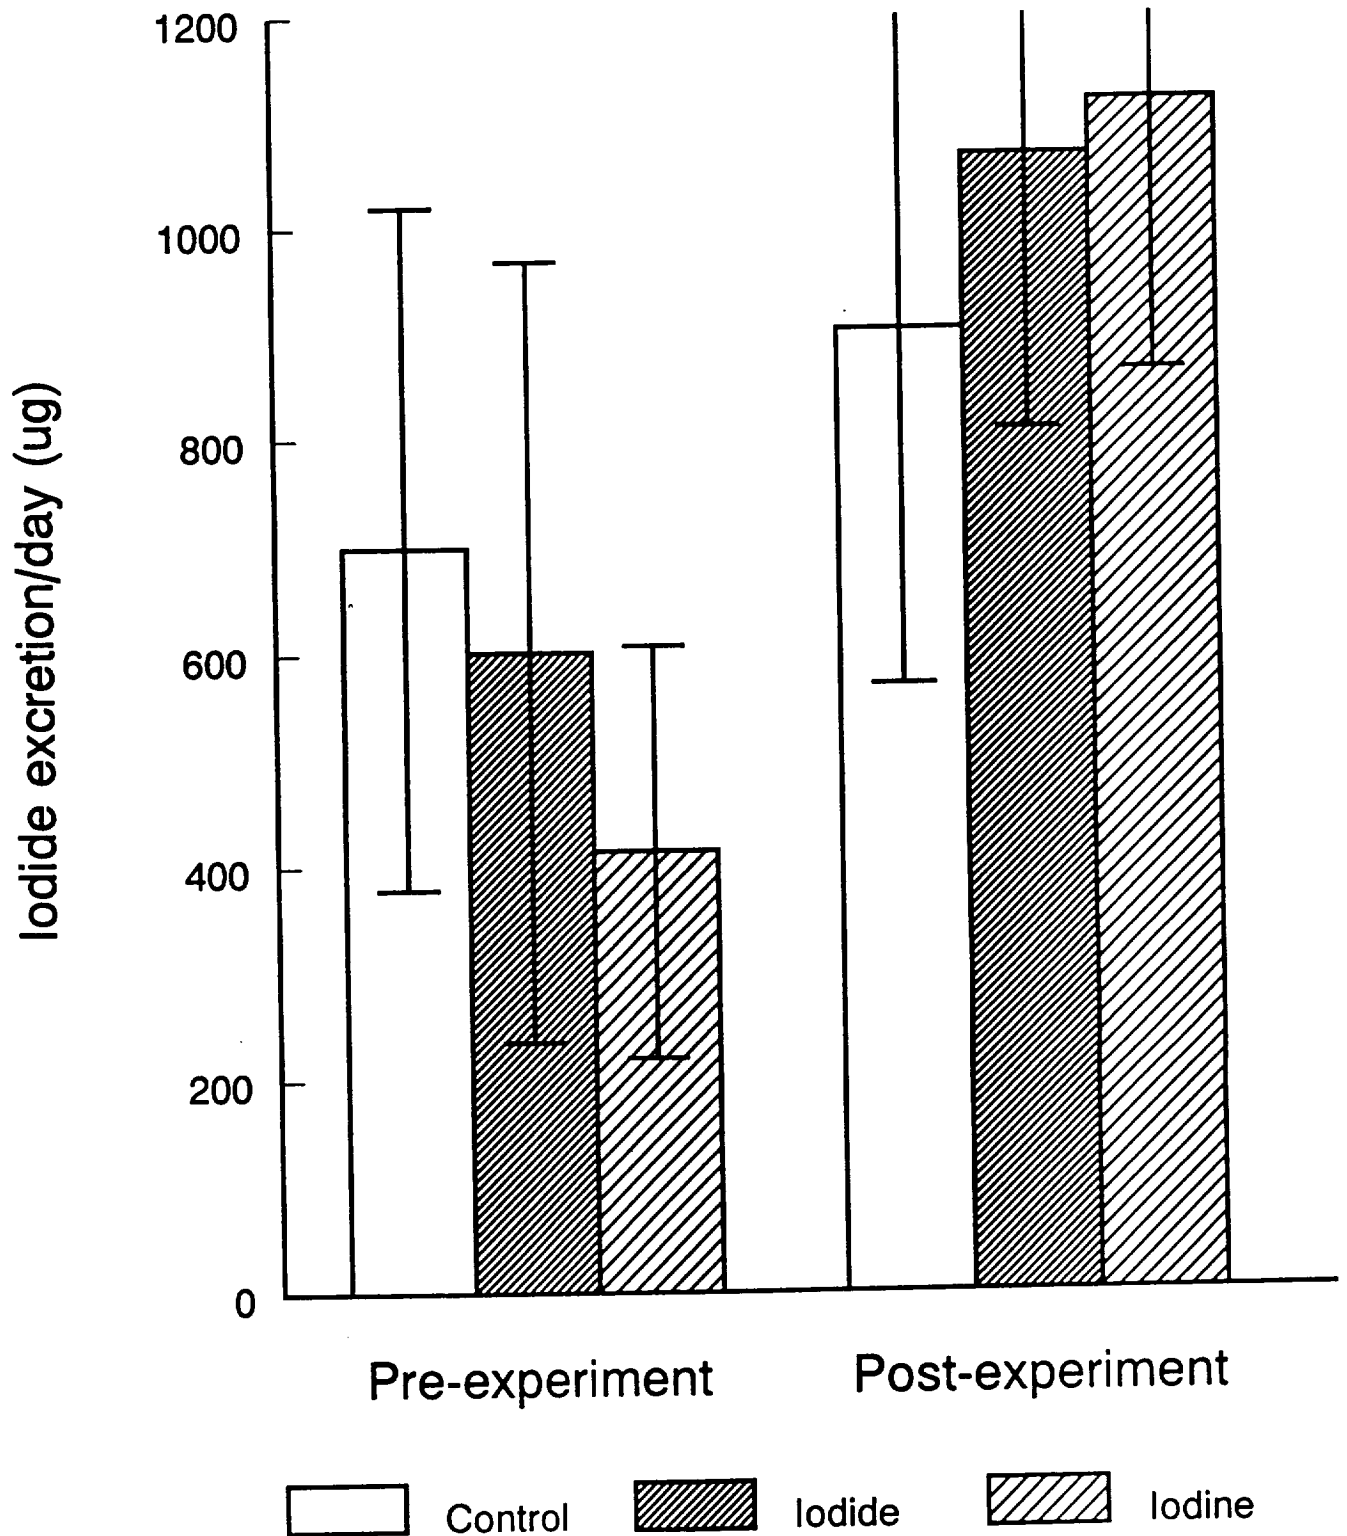 1200
1000
800
600
400
200
0
Iodide excretion/day (ug)
Pre-experiment
Post-experiment
Control
Iodide
Iodine